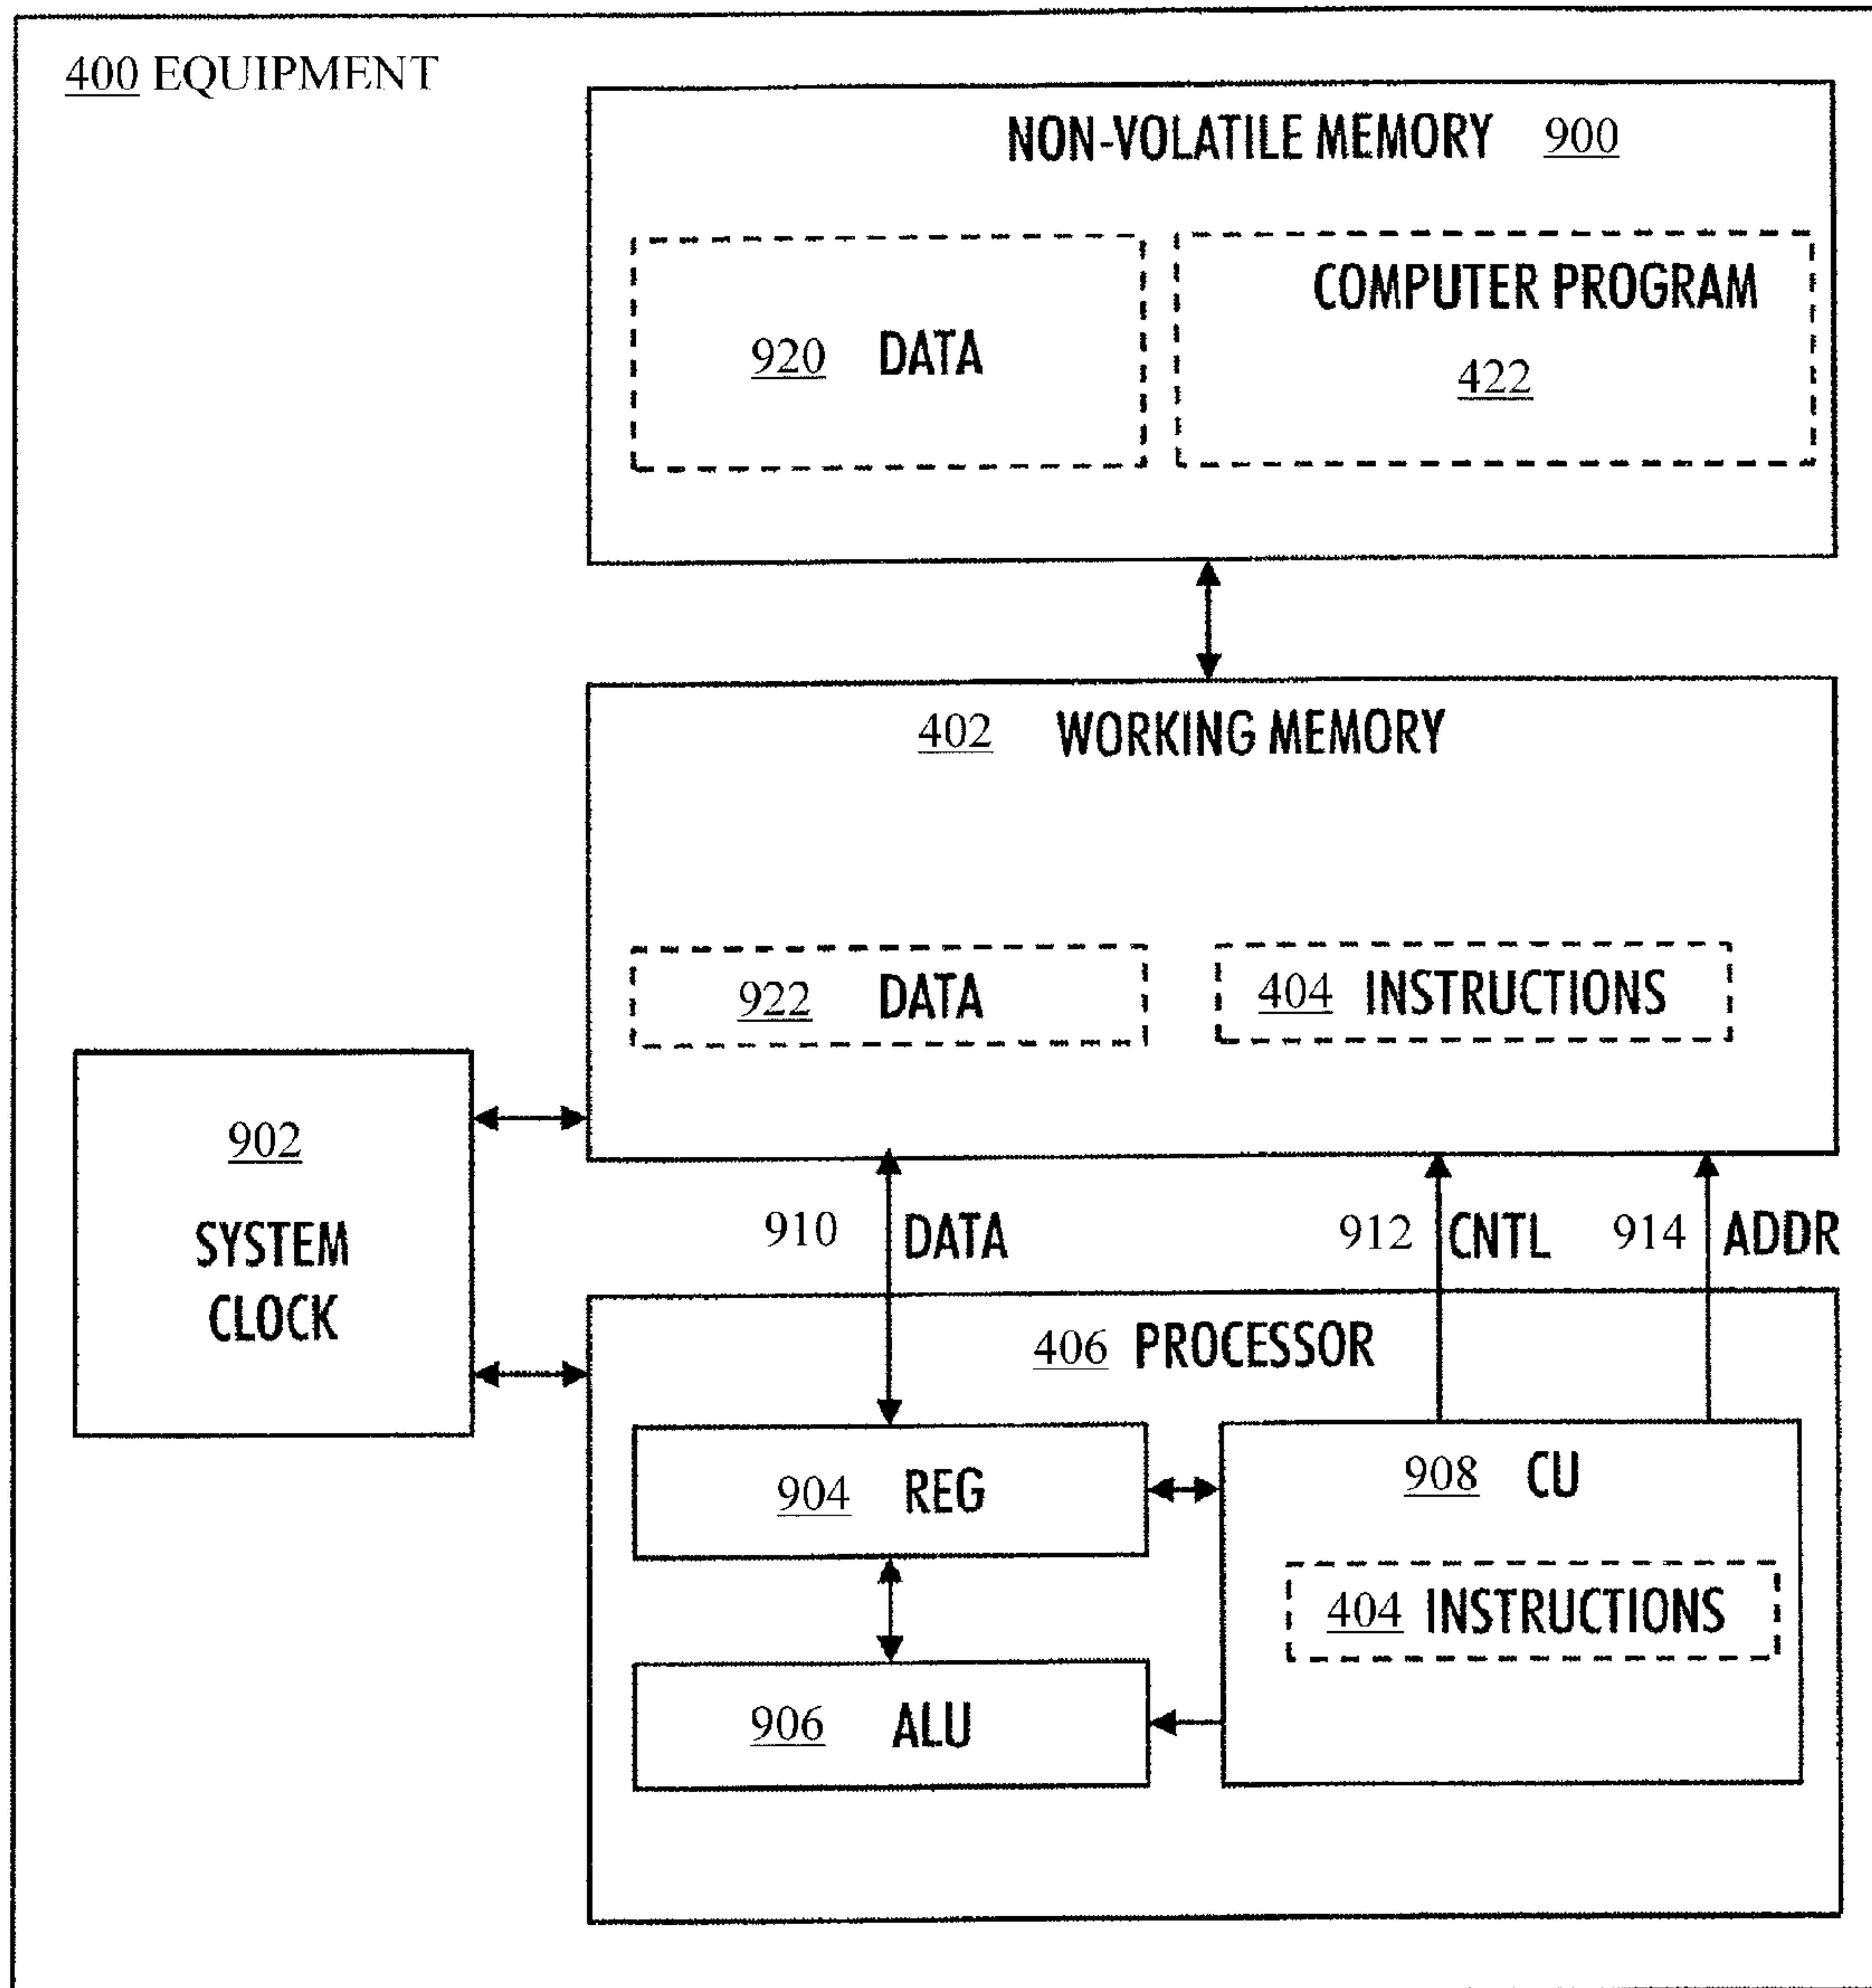 400 EQUIPMENT
NON-VOLATILE MEMORY 900
920 DATA
COMPUTER PROGRAM
422
402 WORKING MEMORY
922 DATA
404 INSTRUCTIONS
902
SYSTEM
CLOCK
910 DATA
912 CNTL
914 ADDR
406 PROCESSOR
904 REG
908 CU
404 INSTRUCTIONS
906 ALU